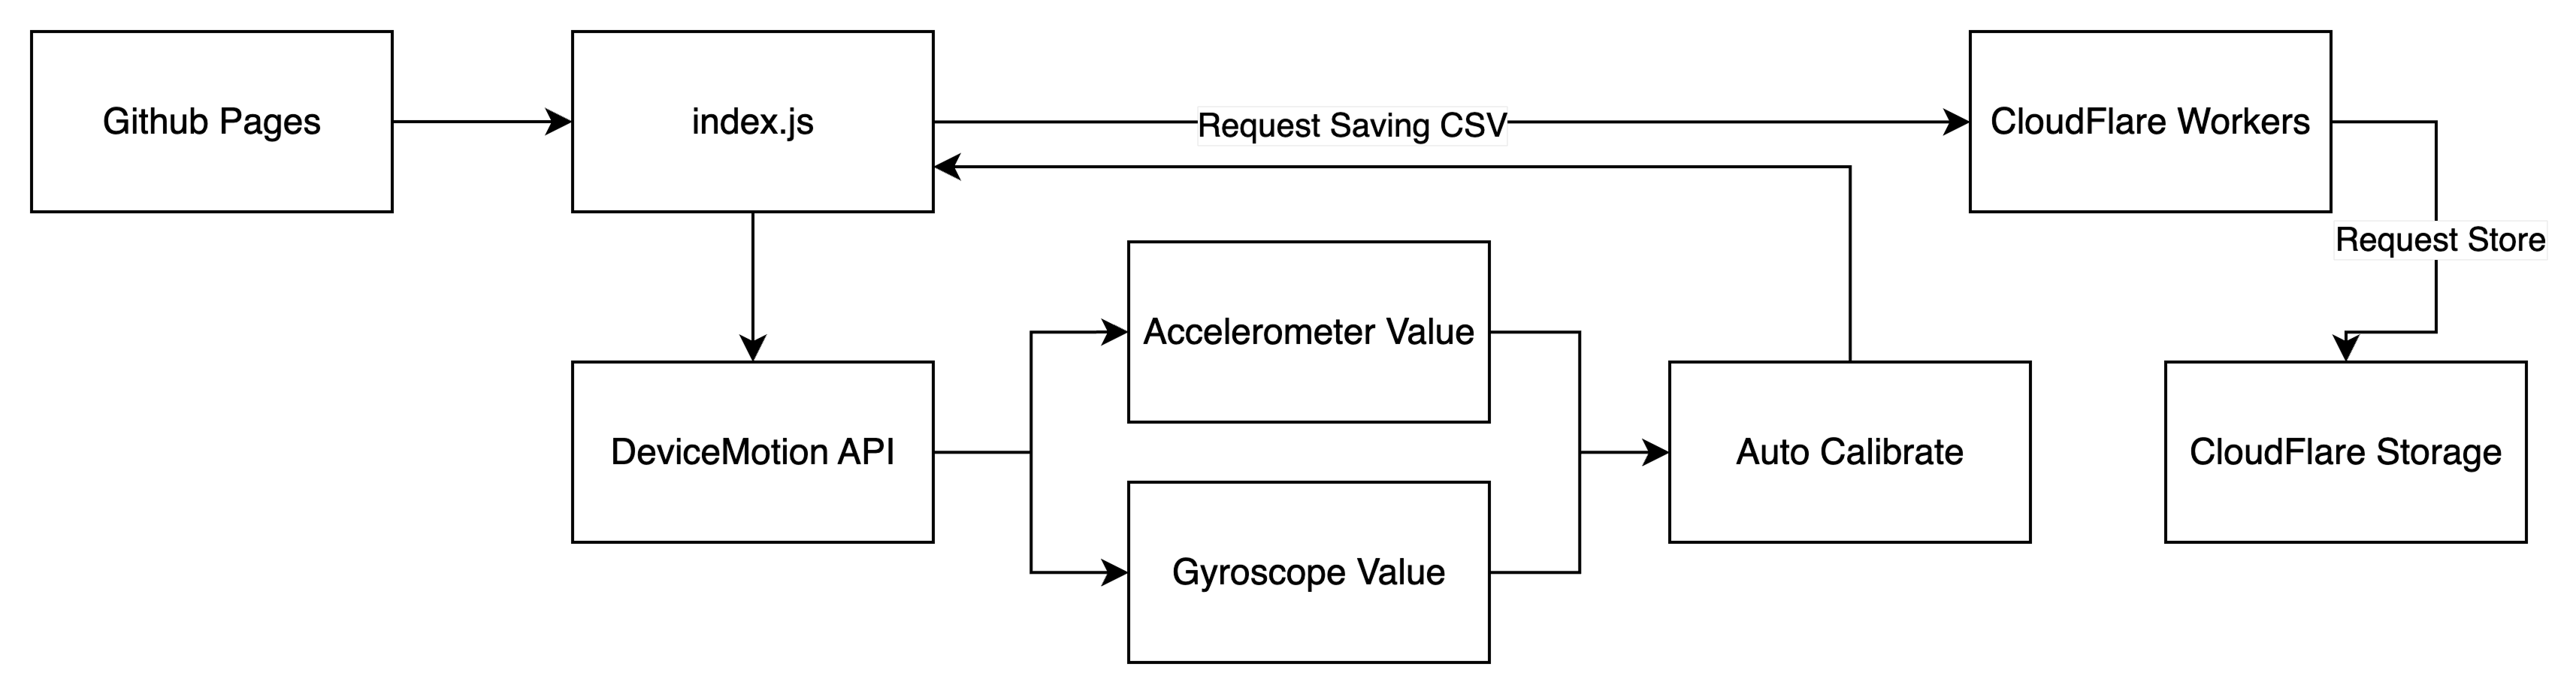 Github Pages
index.js
Request Saving CSV
CloudFlare Workers
Request Store
Accelerometer Value
DeviceMotion API
Auto Calibrate
CloudFlare Storage
Gyroscope Value